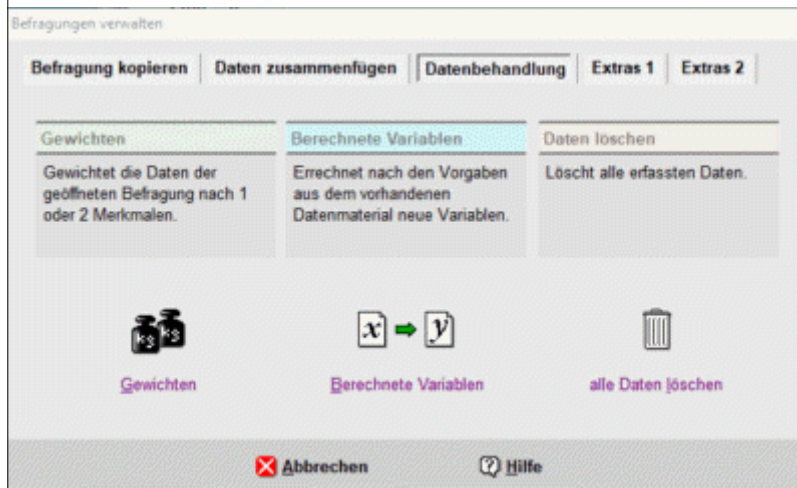 Befragungen verwalten
Befragung kopieren Daten zusammenfügen Datenbehandlung Extras 1 Extras 2
Gewichten
Gewichtet die Daten der
geöffneten Befragung nach 1
oder 2 Merkmalen.
Berechnete Variablen
Errechnet nach den Vorgaben
aus dem vorhandenen
Datenmaterial neue Variablen.
Daten löschen
Löscht alle erfassten Daten.
kg kg
Gewichten
x y
Berechnete Variablen
alle Daten löschen
Abbrechen
? Hilfe